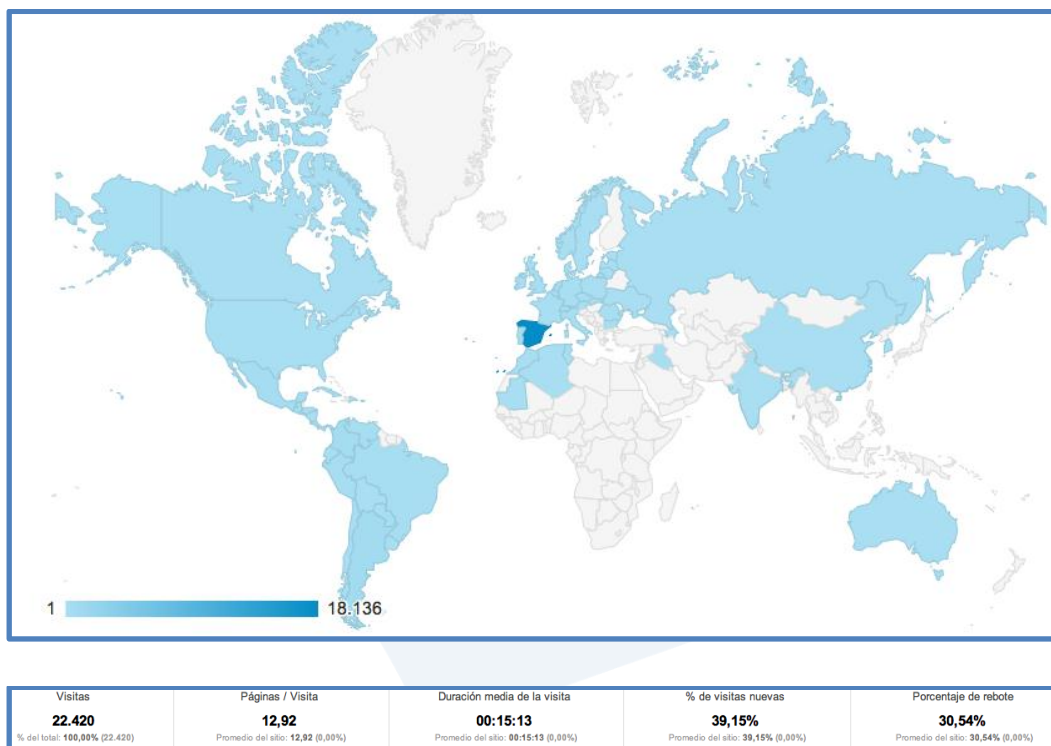 1 18.136
Visitas Páginas / Visita Duración media de la visita % de visitas nuevas Porcentaje de rebote
22.420 12,92 00:15:13 39,15% 30,54%
% del total: 100,00% (22.420) Promedio del sitio: 12,92 (0,00%) Promedio del sitio: 00:15:13 (0,00%) Promedio del sitio: 39,15% (0,00%) Promedio del sitio: 30,54% (0,00%)